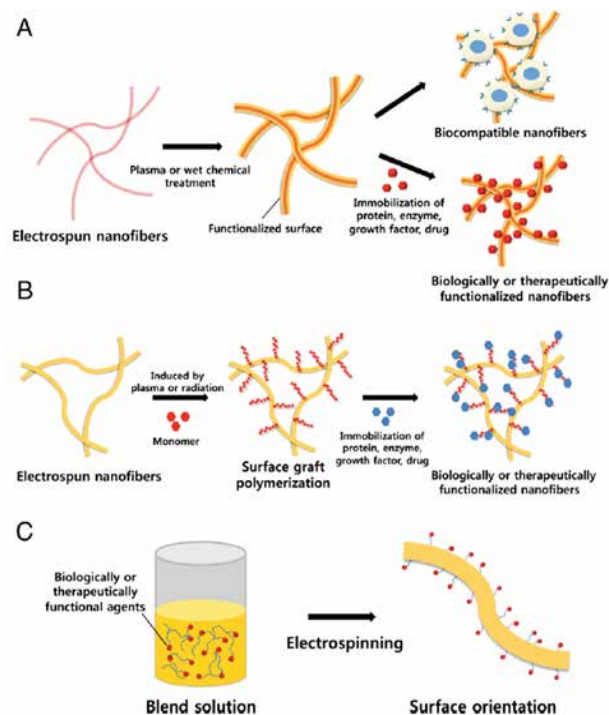 A
Electrospun nanofibers
Plasma or wet chemical
treatment
Functionalized surface
Biocompatible nanofibers
Immobilization of
protein, enzyme,
growth factor, drug
Biologically or therapeutically
functionalized nanofibers
B
Electrospun nanofibers
Induced by
plasma or radiation
Monomer
Surface graft
polymerization
Immobilization of
protein, enzyme,
growth factor, drug
Biologically or therapeutically
functionalized nanofibers
C
Biologically or
therapeutically
functional agents
Blend solution
Electrospinning
Surface orientation